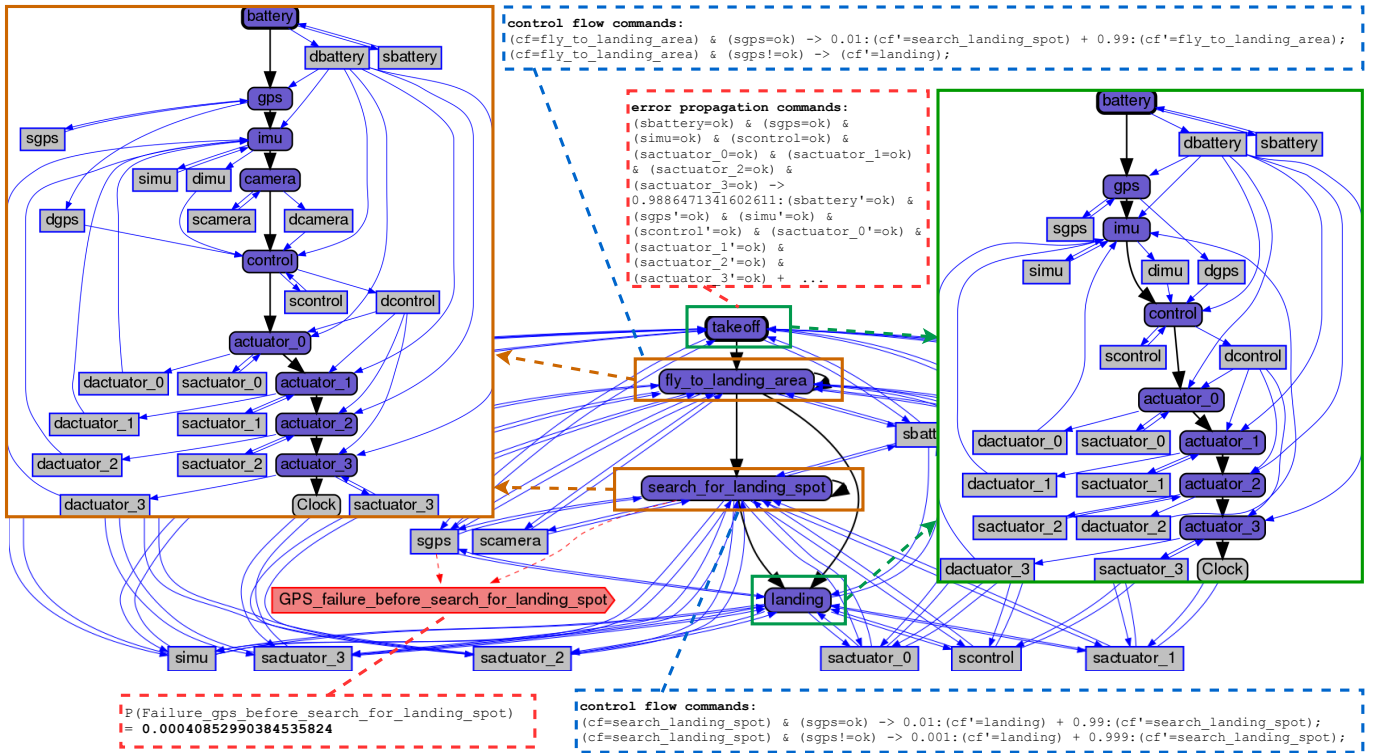 control flow commands:
(cf=fly_to_landing_area) & (sgps=ok) -> 0.01:(cf'=search_landing_spot) + 0.99:(cf'=fly_to_landing_area);
(cf=fly_to_landing_area) & (sgps!=ok) -> (cf'=landing);
battery
dbattery
sbattery
gps
sgps
imu
simu
dimu
camera
scamera
dcamera
dgps
control
scontrol
dcontrol
actuator_0
dactuator_0
sactuator_0
actuator_1
dactuator_1
sactuator_1
actuator_2
dactuator_2
sactuator_2
actuator_3
dactuator_3
Clock
sactuator_3
error propagation commands:
(sbattery=ok) & (sgps=ok) &
(simu=ok) & (scontrol=ok) &
(sactuator_0=ok) & (sactuator_1=ok)
& (sactuator_2=ok) &
(sactuator_3=ok) ->
0.9886471341602611:(sbattery'=ok) &
(sgps'=ok) & (simu'=ok) &
(scontrol'=ok) & (sactuator_0'=ok) &
(sactuator_1'=ok) &
(sactuator_2'=ok) &
(sactuator_3'=ok) + ...
battery
dbattery
sbattery
gps
sgps
imu
simu
dimu
dgps
control
scontrol
dcontrol
actuator_0
dactuator_0
sactuator_0
actuator_1
dactuator_1
sactuator_1
actuator_2
sactuator_2
dactuator_2
actuator_3
dactuator_3
sactuator_3
Clock
takeoff
fly_to_landing_area
sbatt
search_for_landing_spot
sgps
scamera
GPS_failure_before_search_for_landing_spot
landing
simu
sactuator_3
sactuator_2
sactuator_0
scontrol
sactuator_1
P(Failure_gps_before_search_for_landing_spot)
= 0.00040852990384535824
control flow commands:
(cf=search_landing_spot) & (sgps=ok) -> 0.01:(cf'=landing) + 0.99:(cf'=search_landing_spot);
(cf=search_landing_spot) & (sgps!=ok) -> 0.001:(cf'=landing) + 0.999:(cf'=search_landing_spot);